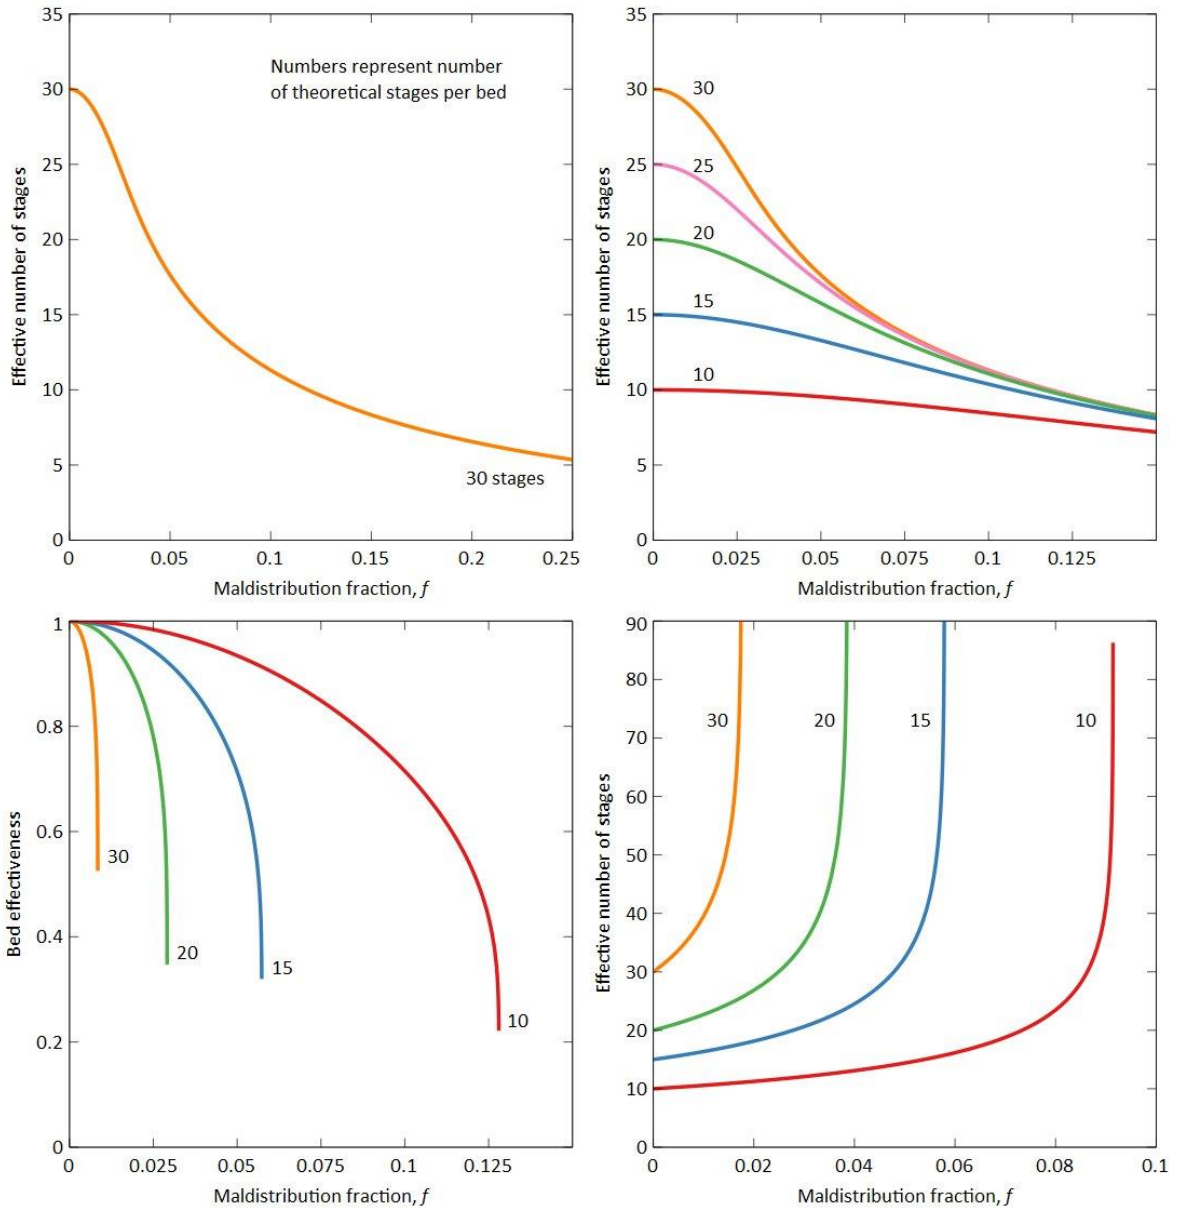 35
30
25
20
15
10
5
0
Effective number of stages
Numbers represent number
of theoretical stages per bed
30 stages
0 0.05 0.1 0.15 0.2 0.25
Maldistribution fraction, f
35
30
25
20
15
10
5
0
Effective number of stages
30
25
20
15
10
0 0.025 0.05 0.075 0.1 0.125
Maldistribution fraction, f
1
0.8
0.6
0.4
0.2
0
Bed effectiveness
30
20
15
10
0 0.025 0.05 0.075 0.1 0.125
Maldistribution fraction, f
90
80
70
60
50
40
30
20
10
0
Effective number of stages
30 20 15 10
0 0.02 0.04 0.06 0.08 0.1
Maldistribution fraction, f